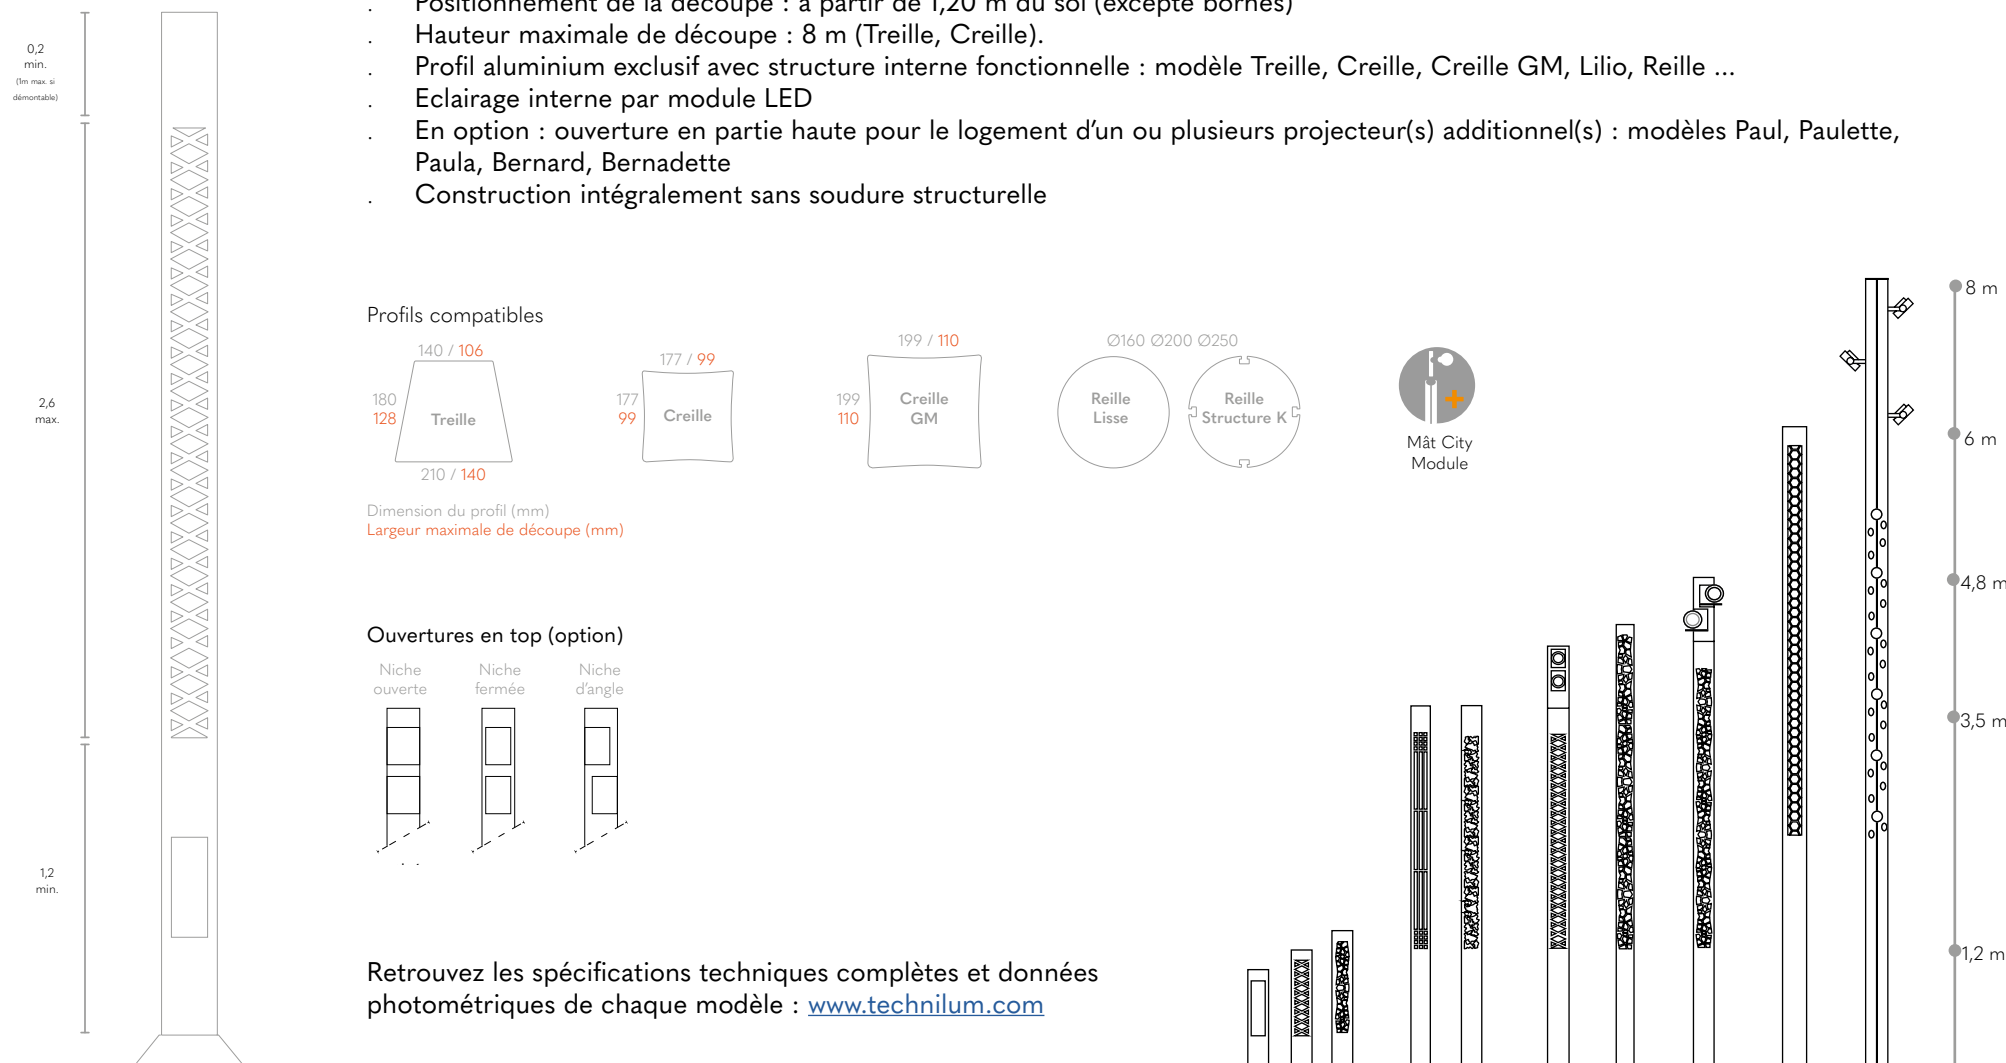 . Positionnement de la découpe : à partir de 1,20 m du sol (excepté bornes)
. Hauteur maximale de découpe : 8 m (Treille, Creille).
. Profil aluminium exclusif avec structure interne fonctionnelle : modèle Treille, Creille, Creille GM, Lilio, Reille ...
. Eclairage interne par module LED
. En option : ouverture en partie haute pour le logement d'un ou plusieurs projecteur(s) additionnel(s) : modèles Paul, Paulette,
Paula, Bernard, Bernadette
. Construction intégralement sans soudure structurelle
0,2
min.
(1m max. si
démontable)
2,6
max.
1,2
min.
Profils compatibles
140 / 106
180
128
Treille
210 / 140
177 / 99
177
99
Creille
199 / 110
199
110
Creille
GM
Ø160 Ø200 Ø250
Reille
Lisse
Reille
Structure K
Mât City
Module
Dimension du profil (mm)
Largeur maximale de découpe (mm)
Ouvertures en top (option)
Niche
ouverte
Niche
fermée
Niche
d'angle
Retrouvez les spécifications techniques complètes et données
photométriques de chaque modèle : www.technilum.com
8 m
6 m
4,8 m
3,5 m
1,2 m